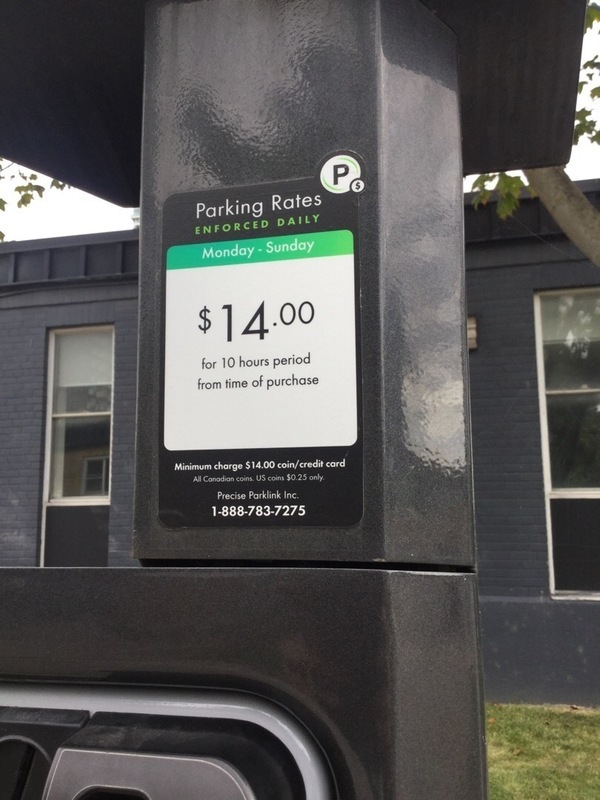 P
$
Parking Rates
ENFORCED DAILY
Monday - Sunday
$14.00
for 10 hours period
from time of purchase
Minimum charge $14.00 coin/credit card
All Canadian coins. US coins $0.25 only.
Precise Parklink Inc.
1-888-783-7275